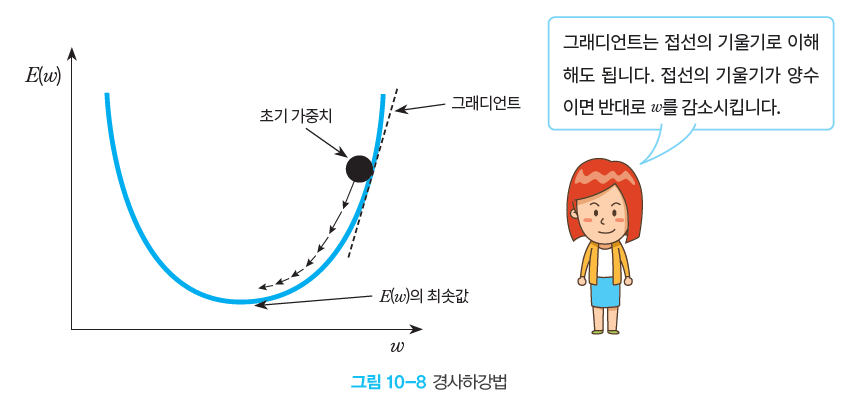 그래디언트는 접선의 기울기로 이해
해도 됩니다. 접선의 기울기가 양수
이면 반대로 w를 감소시킵니다.
E(w)
초기 가중치
그래디언트
E(w)의 최솟값
w
그림 10-8 경사하강법